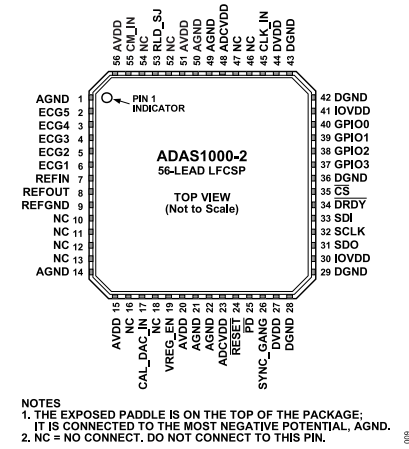 56 AVDD
55 CM_IN
54 NC
53 RLD_SJ
52 NC
51 AVDD
50 AGND
49 AGND
48 ADCVDD
47 NC
46 NC
45 CLK_IN
44 DVDD
43 DGND
AGND 1
ECG5 2
ECG4 3
ECG3 4
ECG2 5
ECG1 6
REFIN 7
REFOUT 8
REFGND 9
NC 10
NC 11
NC 12
NC 13
AGND 14
PIN 1
INDICATOR
ADAS1000-2
56-LEAD LFCSP
TOP VIEW
(Not to Scale)
42 DGND
41 IOVDD
40 GPIO0
39 GPIO1
38 GPIO2
37 GPIO3
36 DGND
35 CS
34 DRDY
33 SDI
32 SCLK
31 SDO
30 IOVDD
29 DGND
AVDD 15
NC 16
CAL_DAC_IN 17
NC 18
VREG_EN 19
AVDD 20
AGND 21
AGND 22
ADCVDD 23
RESET 24
PD 25
SYNC_GANG 26
DVDD 27
DGND 28
NOTES
1. THE EXPOSED PADDLE IS ON THE TOP OF THE PACKAGE;
IT IS CONNECTED TO THE MOST NEGATIVE POTENTIAL, AGND.
2. NC = NO CONNECT. DO NOT CONNECT TO THIS PIN.